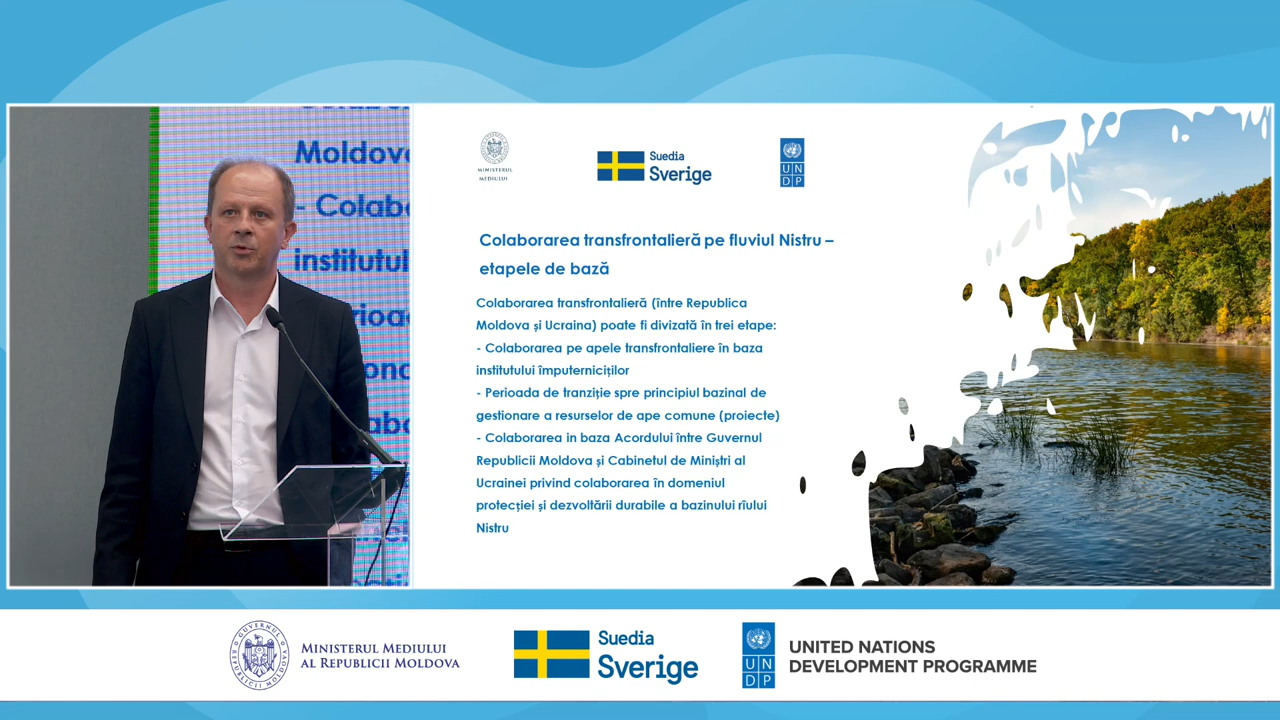 Moldov
- Colab
institutul
MINISTERUL
MEDIULUI
Suedia
Sverige
U N
D P
Colaborarea transfrontalieră pe fluviul Nistru –
etapele de bază
Colaborarea transfrontalieră (între Republica
Moldova și Ucraina) poate fi divizată în trei etape:
- Colaborarea pe apele transfrontaliere în baza
institutului împuterniciților
- Perioada de tranziție spre principiul bazinal de
gestionare a resurselor de ape comune (proiecte)
- Colaborarea in baza Acordului între Guvernul
Republicii Moldova și Cabinetul de Miniștri al
Ucrainei privind colaborarea în domeniul
protecției și dezvoltării durabile a bazinului rîului
Nistru
GUVERNUL REPUBLICII MOLDOVA
MINISTERUL MEDIULUI
AL REPUBLICII MOLDOVA
Suedia
Sverige
U N
D P
UNITED NATIONS
DEVELOPMENT PROGRAMME